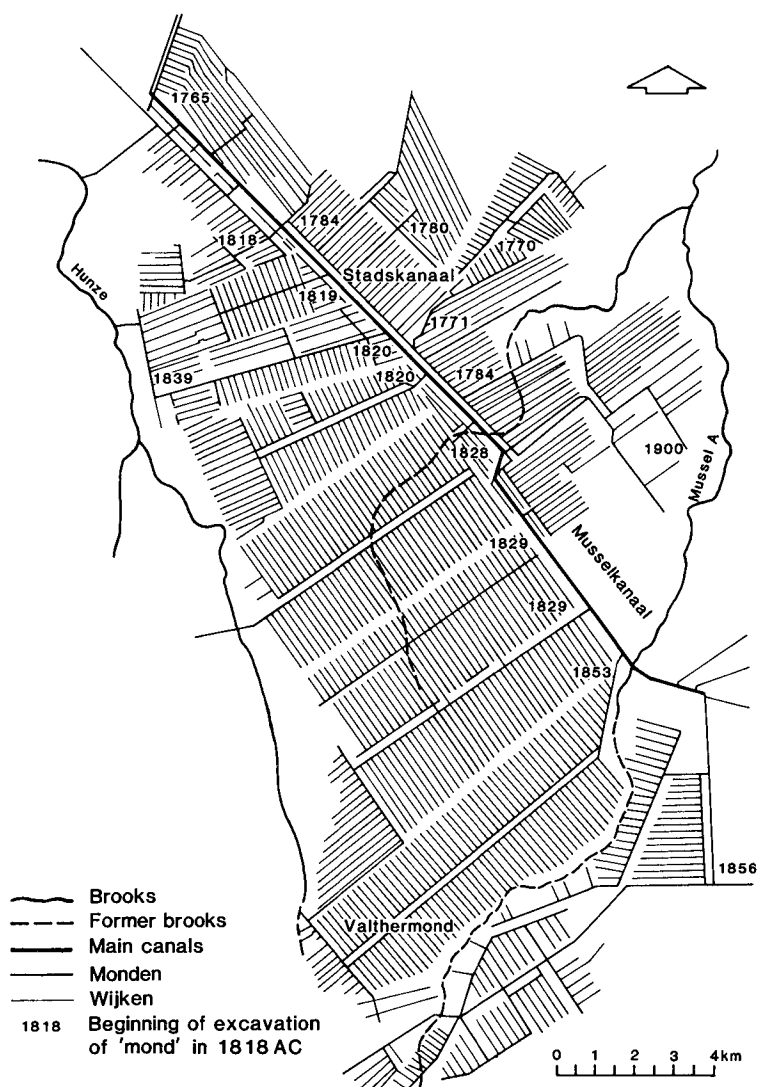 1765
1784
1780
1818
1770
Stadskanaal
Hunze
1819
1771
1820
1839
1820
1784
1828
1900
Mussel A
1829
Musselkanaal
1829
1853
1856
Brooks
Former brooks
Valthermond
Main canals
Monden
Wijken
1818 Beginning of excavation
of 'mond' in 1818 AC
0 1 2 3 4km